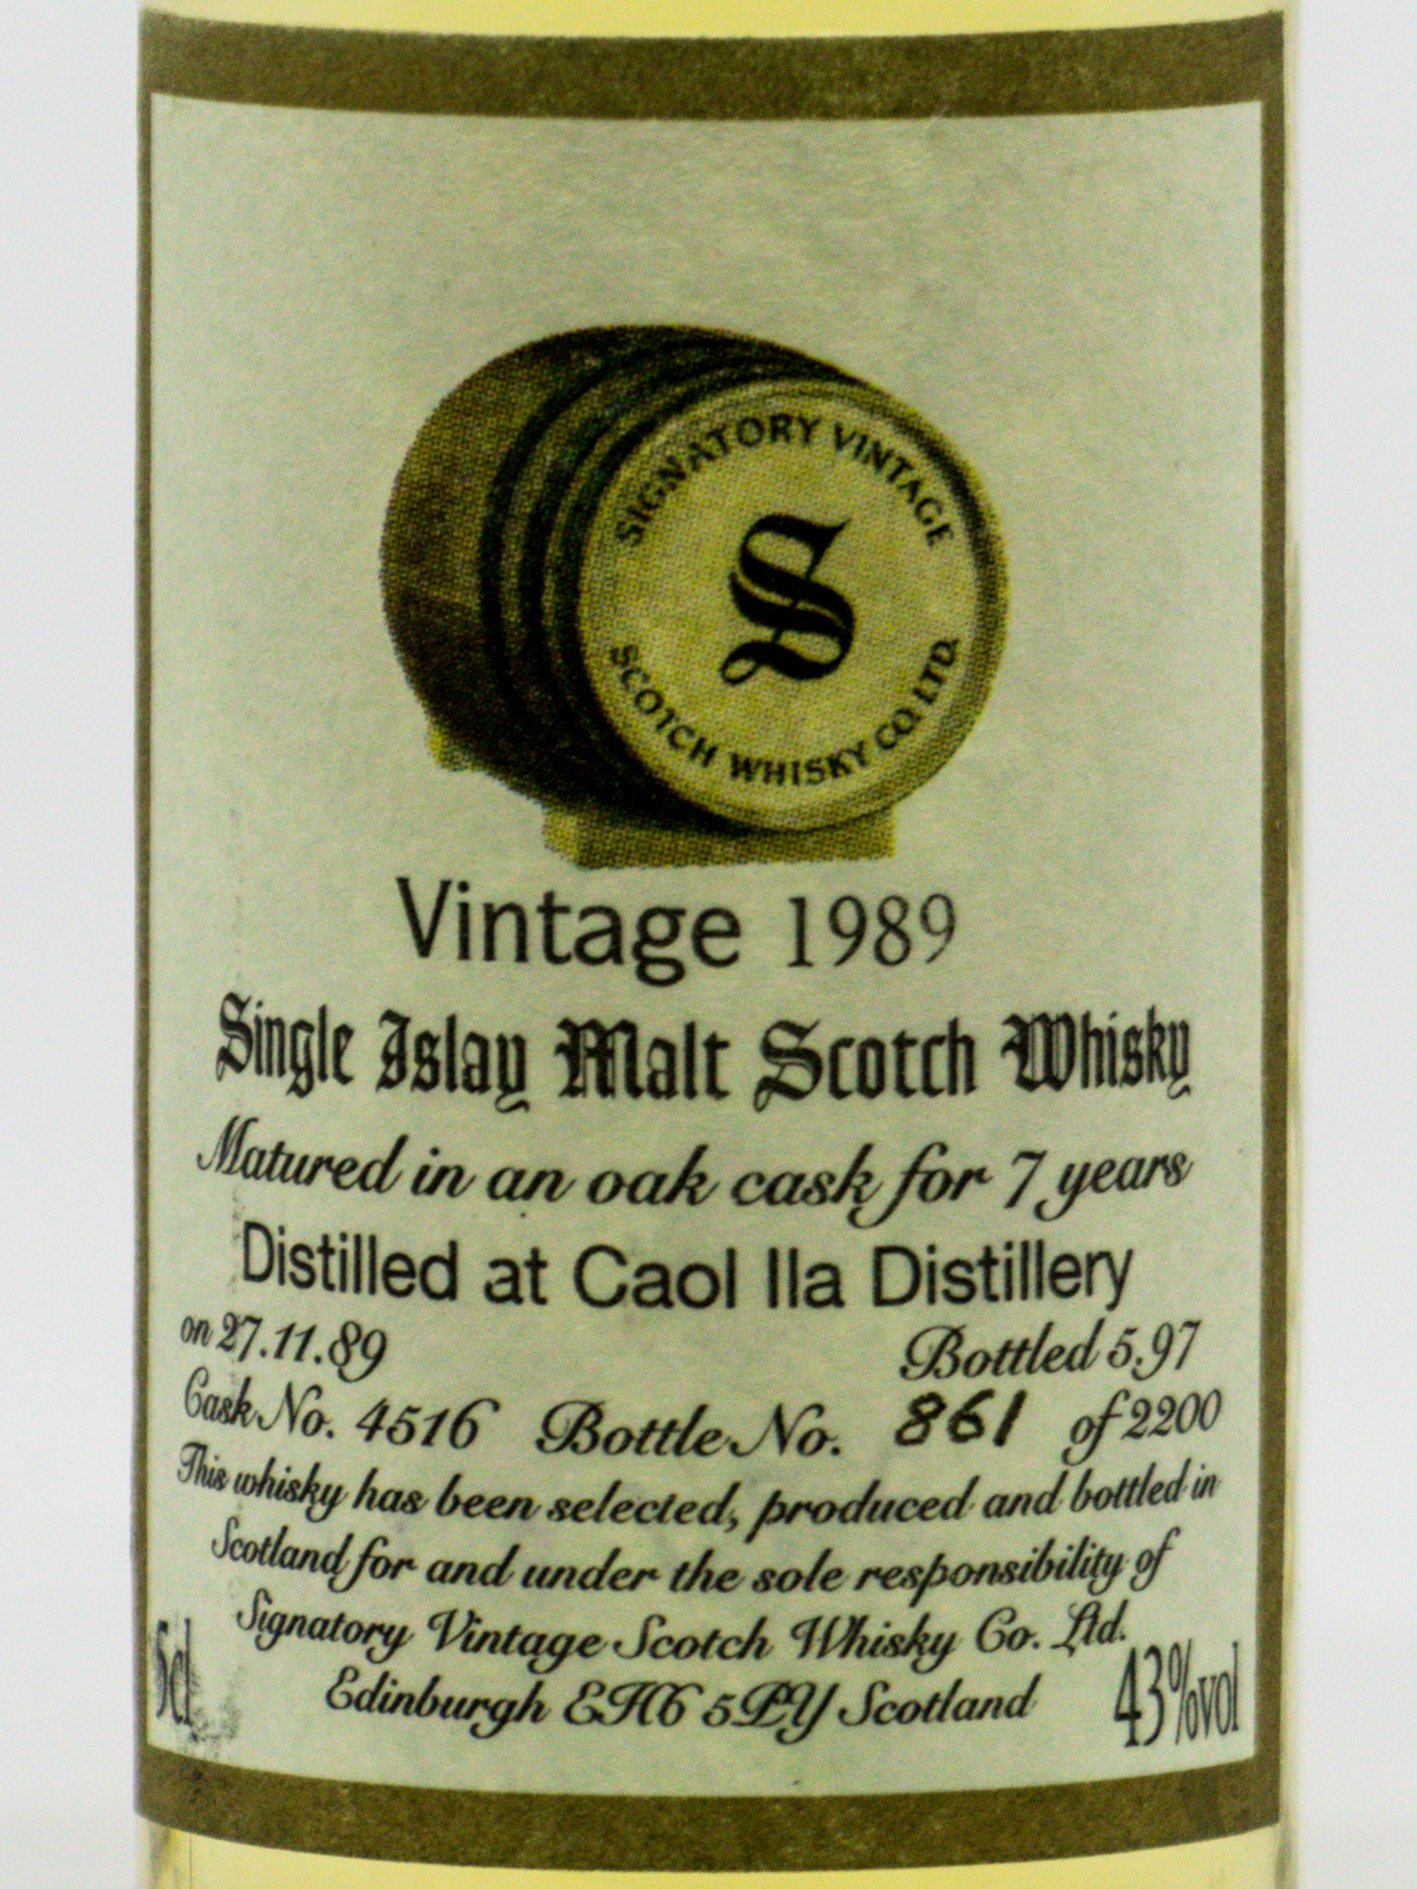 SIGNATORY VINTAGE
S
SCOTCH WHISKY CO. LTD.
Vintage 1989
Single Islay Malt Scotch Whisky
Matured in an oak cask for 7 years
Distilled at Caol Ila Distillery
on 27.11.89 Bottled 5.97
Cask No. 4516 Bottle No. 861 of 2200
This whisky has been selected, produced and bottled in
Scotland for and under the sole responsibility of
Signatory Vintage Scotch Whisky Co. Ltd.
Edinburgh EH6 5PY Scotland
5cl 43%vol